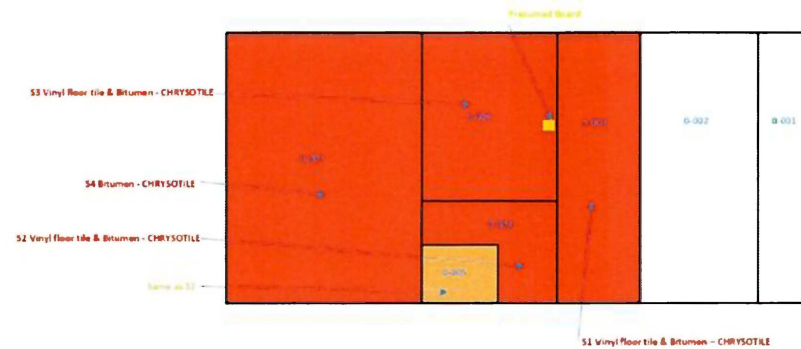 Presumed Board
S3 Vinyl floor tile & Bitumen - CHRYSOTILE
0-002
0-001
S4 Bitumen - CHRYSOTILE
S2 Vinyl floor tile & Bitumen - CHRYSOTILE
Same as S2
S1 Vinyl floor tile & Bitumen – CHRYSOTILE